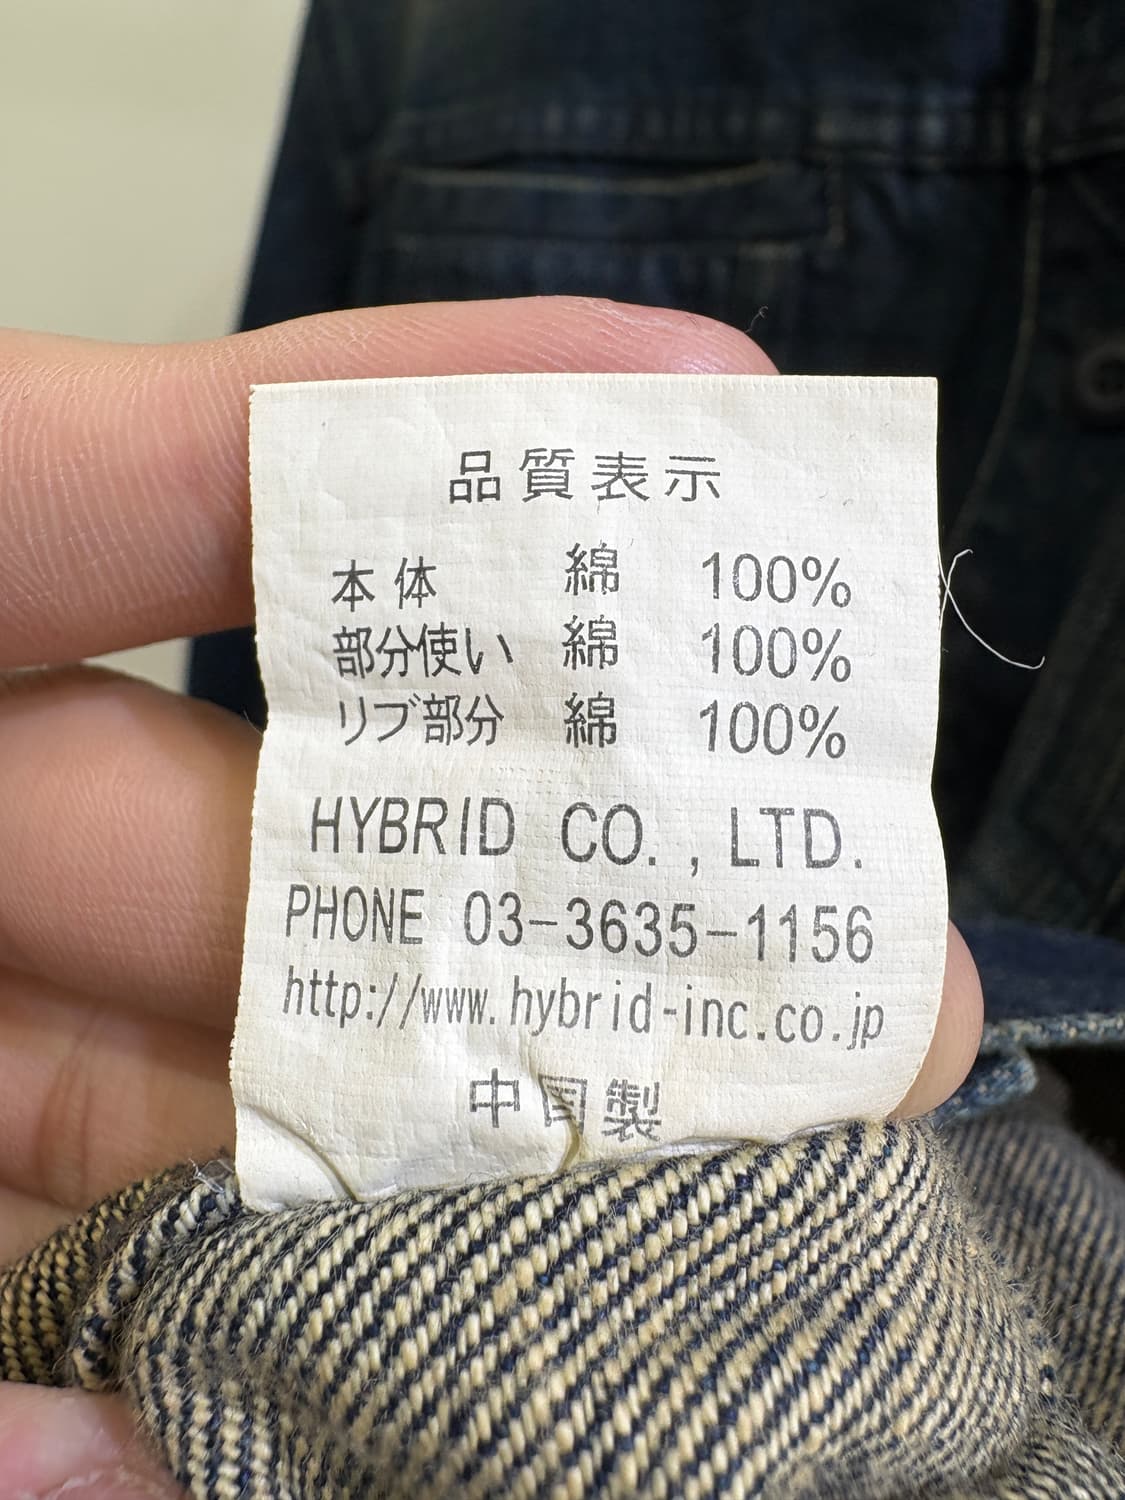 品質表示
本体 綿 100%
部分使い 綿 100%
リブ部分 綿 100%
HYBRID CO., LTD.
PHONE 03-3635-1156
http://www.hybrid-inc.co.jp
中国製